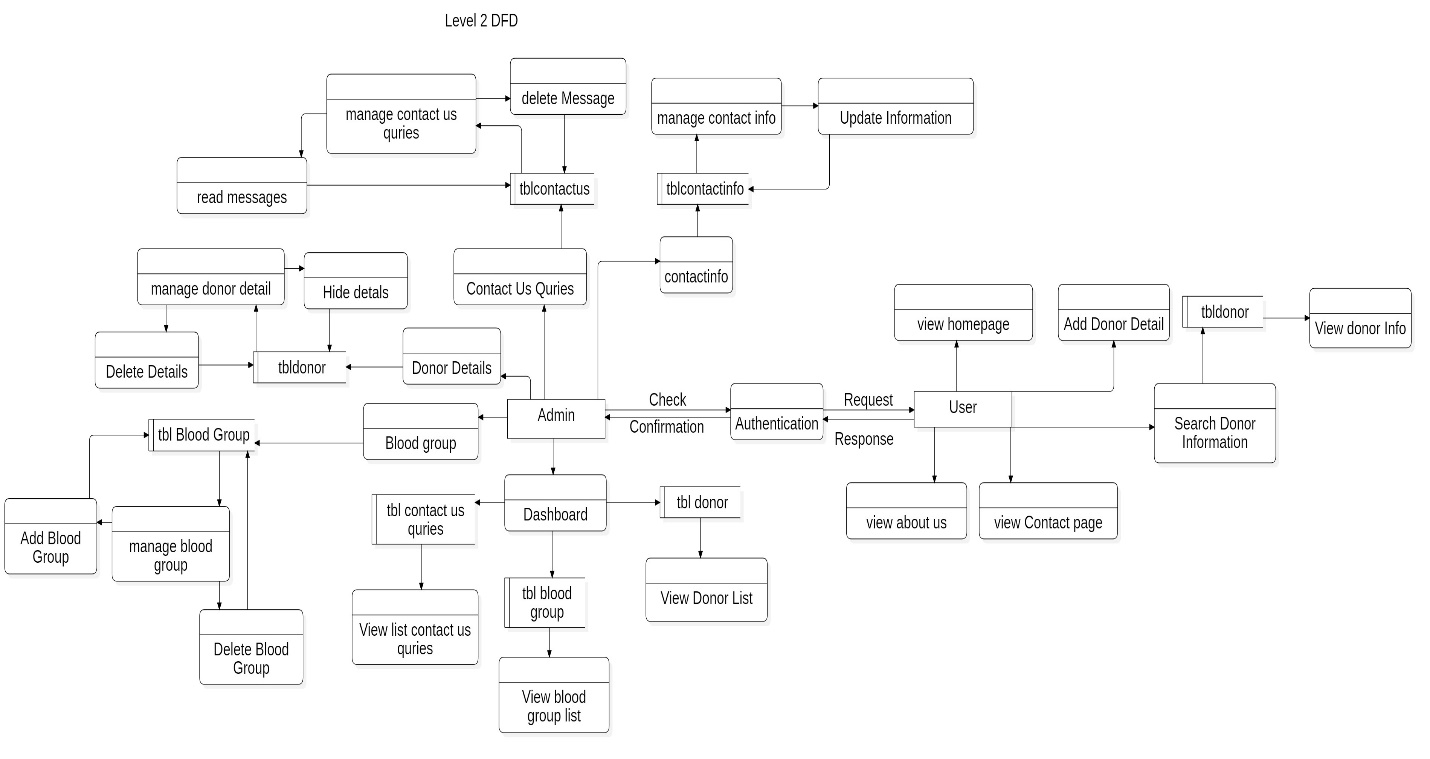 Level 2 DFD
delete Message
manage contact us
quries
manage contact info
Update Information
read messages
tblcontactus
tblcontactinfo
manage donor detail
Hide detals
Contact Us Quries
contactinfo
view homepage
Add Donor Detail
tbldonor
View donor Info
Delete Details
tbldonor
Donor Details
Admin
Check
Confirmation
Authentication
Request
Response
User
Search Donor
Information
tbl Blood Group
Blood group
Add Blood
Group
manage blood
group
tbl contact us
quries
Dashboard
tbl donor
view about us
view Contact page
Delete Blood
Group
View list contact us
quries
tbl blood
group
View Donor List
View blood
group list